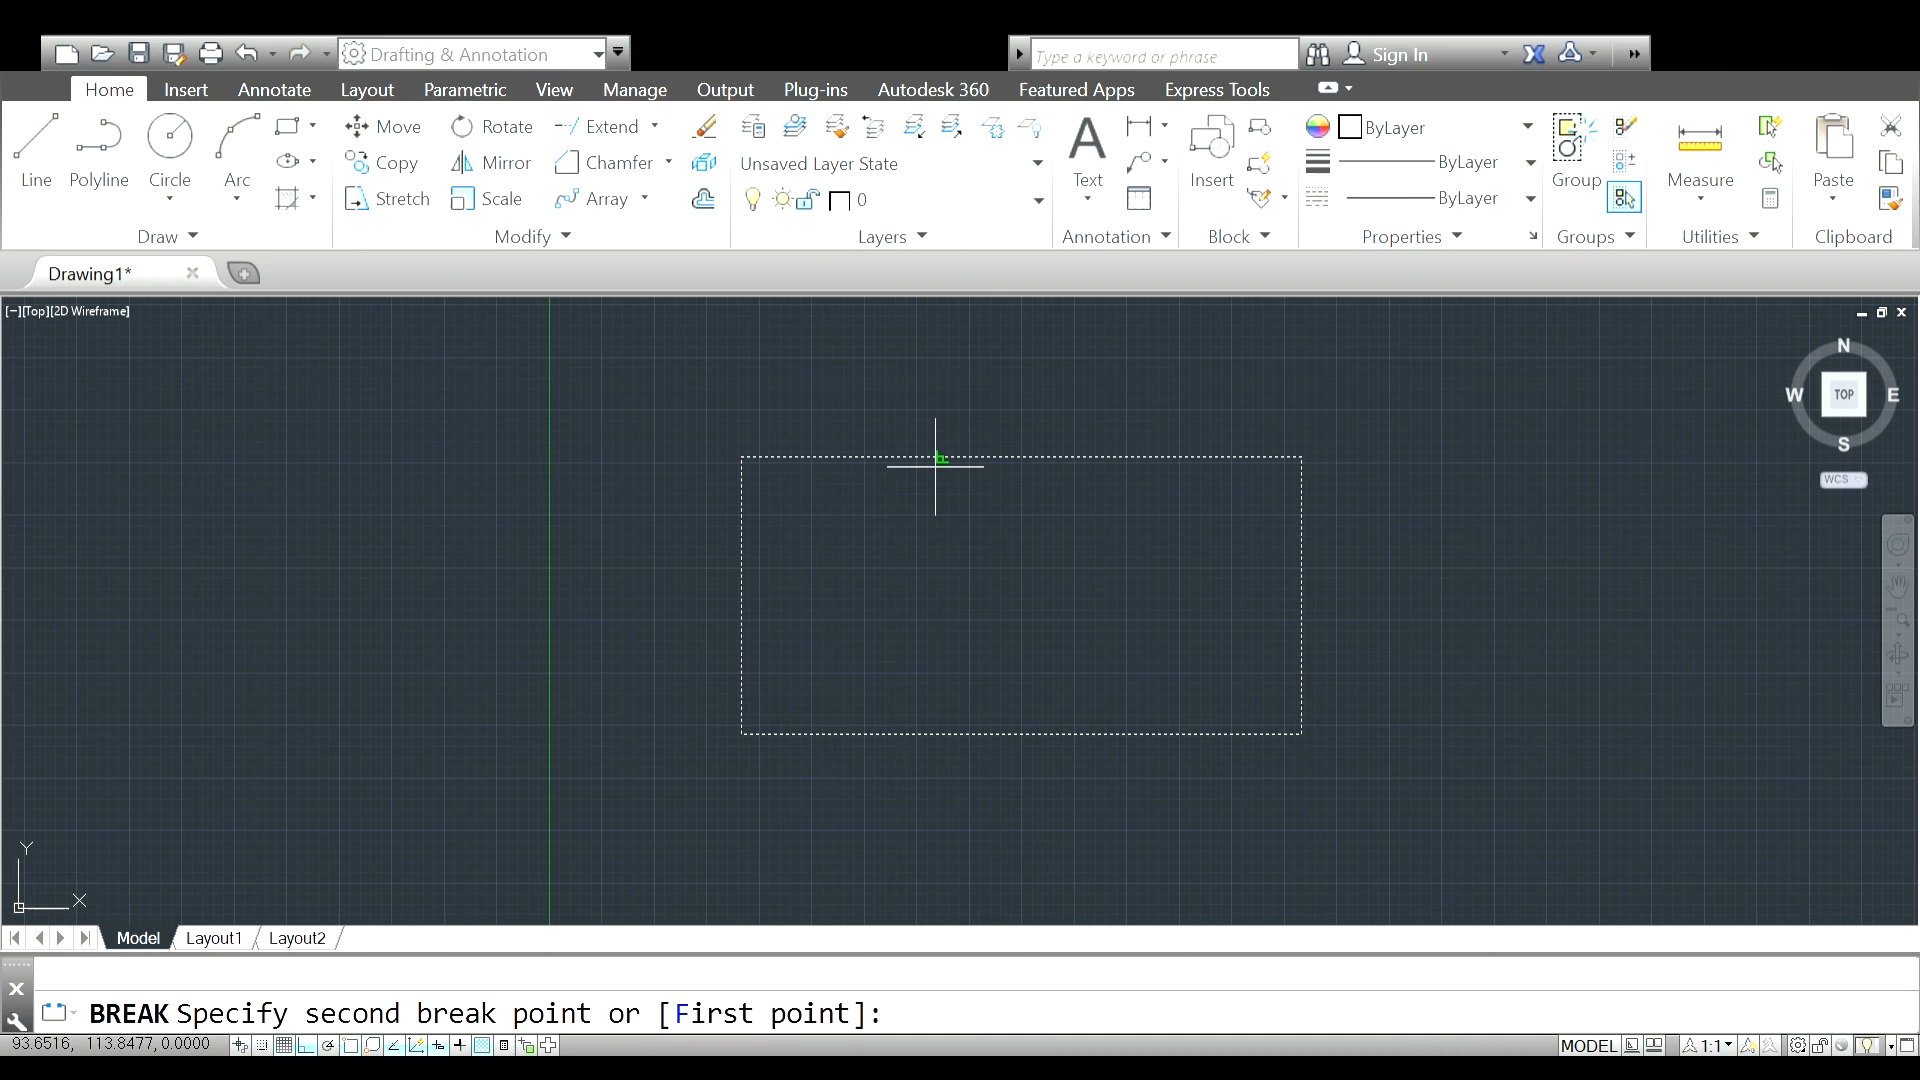 Drafting & Annotation
Type a keyword or phrase
Sign In
Home Insert Annotate Layout Parametric View Manage Output Plug-ins Autodesk 360 Featured Apps Express Tools
Line Polyline Circle Arc
Move Rotate Extend
Copy Mirror Chamfer
Stretch Scale Array
Unsaved Layer State
0
Text
Insert
ByLayer
ByLayer
ByLayer
Group
Measure
Paste
Draw Modify Layers Annotation Block Properties Groups Utilities Clipboard
Drawing1*
[−][Top][2D Wireframe]
N
W TOP E
S
WCS
Y
X
Model Layout1 Layout2
BREAK Specify second break point or [First point]:
93.6516, 113.8477, 0.0000
MODEL
1:1